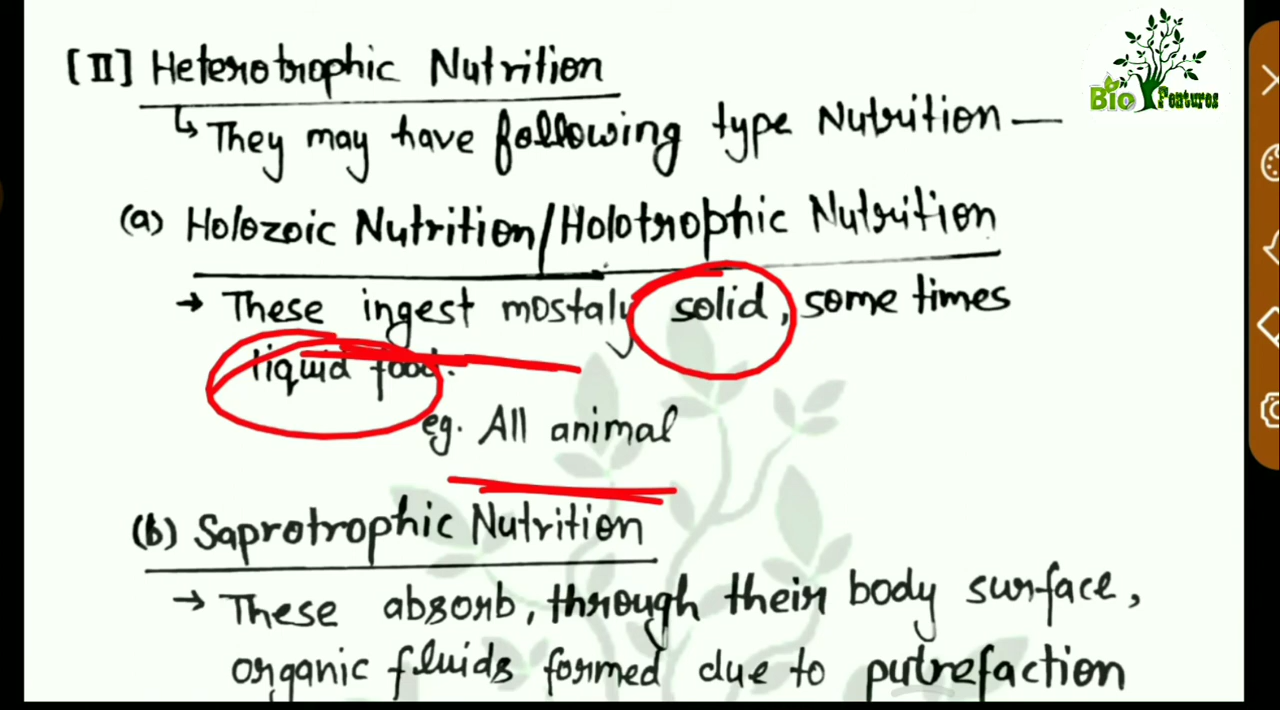 Bio Peatures
[II] Heterotrophic Nutrition
↳ They may have following type Nutrition —
(a) Holozoic Nutrition/Holotrophic Nutrition
→ These ingest mostaly solid, some times
liquid food.
eg. All animal
(b) Saprotrophic Nutrition
→ These absorb, through their body surface,
organic fluids formed due to putrefaction